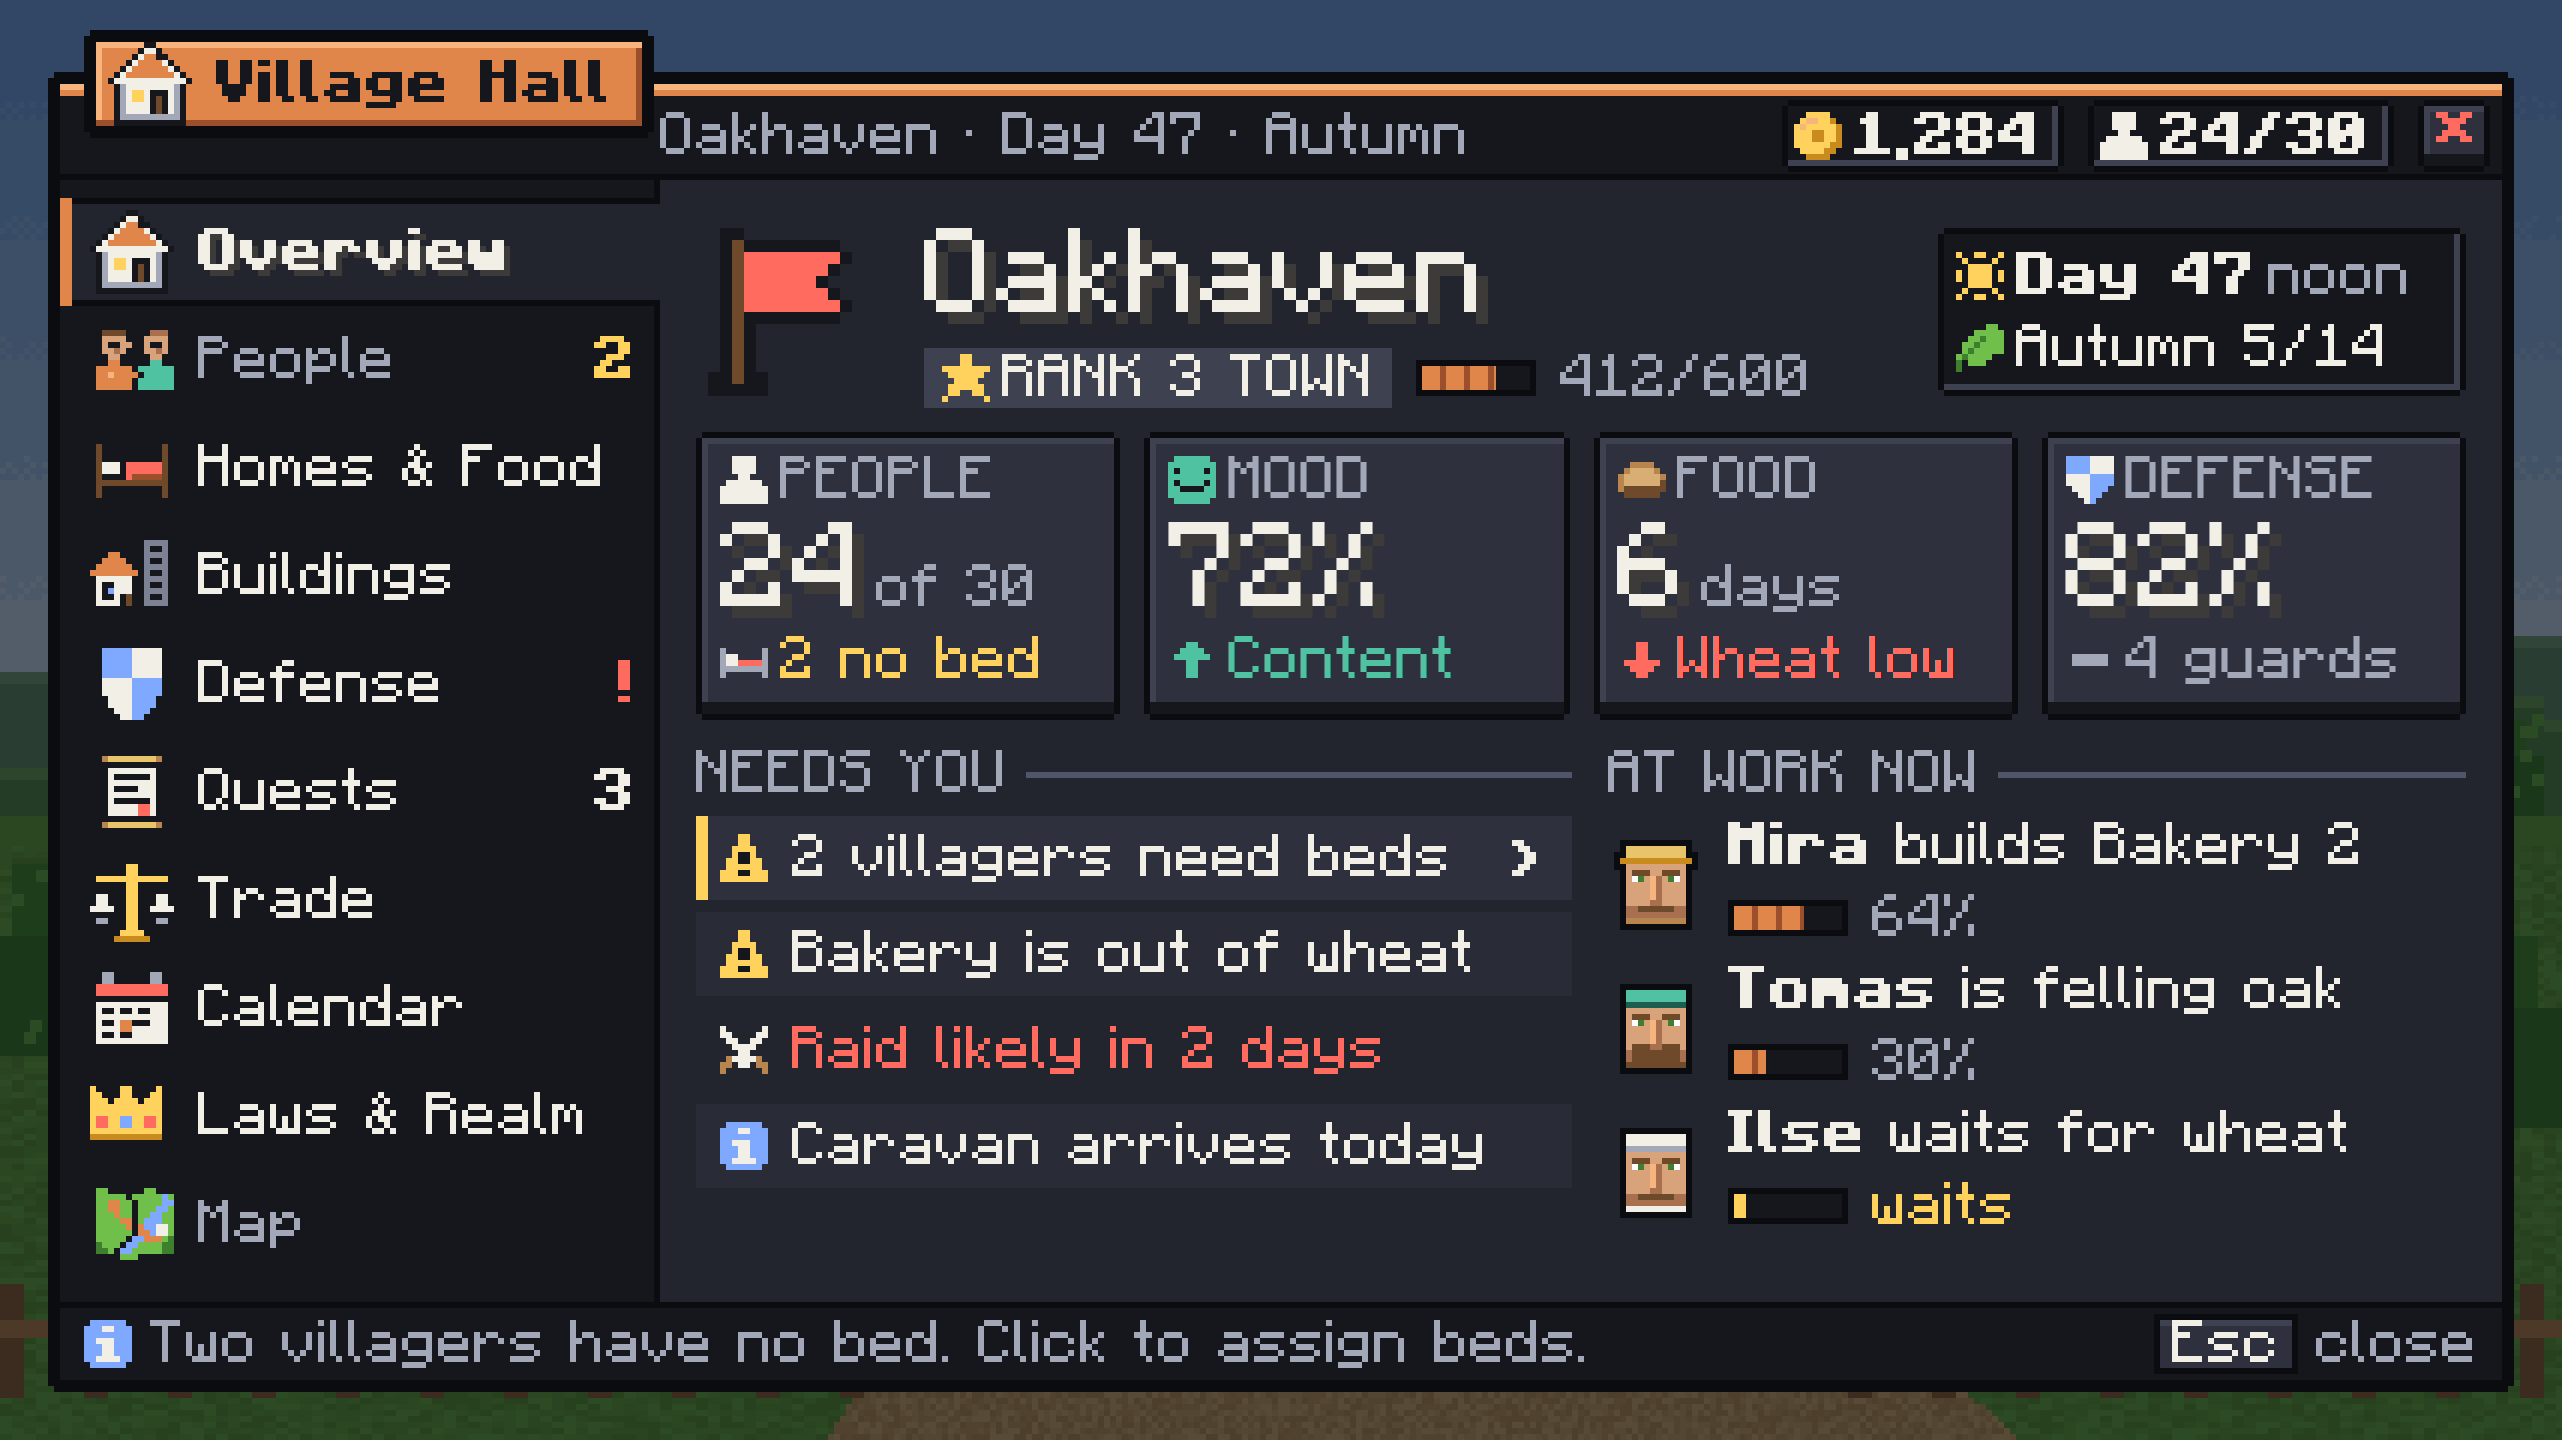 Village Hall
Oakhaven · Day 47 · Autumn
1,284
24/30
Overview
People 2
Homes & Food
Buildings
Defense !
Quests 3
Trade
Calendar
Laws & Realm
Map
Oakhaven
RANK 3 TOWN 412/600
Day 47 noon
Autumn 5/14
PEOPLE
24 of 30
2 no bed
MOOD
72%
Content
FOOD
6 days
Wheat low
DEFENSE
82%
4 guards
NEEDS YOU
2 villagers need beds
Bakery is out of wheat
Raid likely in 2 days
Caravan arrives today
AT WORK NOW
Mira builds Bakery 2
64%
Tomas is felling oak
30%
Ilse waits for wheat
waits
Two villagers have no bed. Click to assign beds.
Esc close